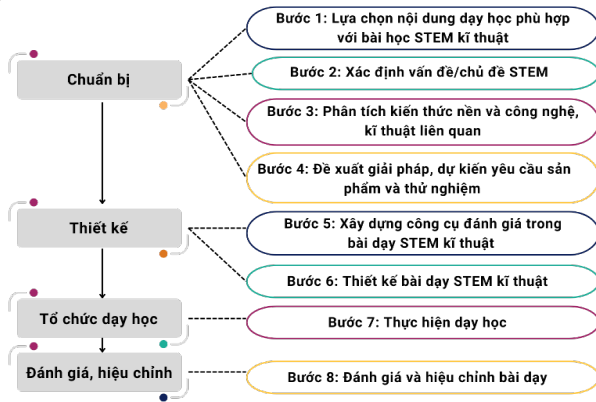 Chuẩn bị
Bước 1: Lựa chọn nội dung dạy học phù hợp
với bài học STEM kĩ thuật
Bước 2: Xác định vấn đề/chủ đề STEM
Bước 3: Phân tích kiến thức nền và công nghệ,
kĩ thuật liên quan
Bước 4: Đề xuất giải pháp, dự kiến yêu cầu sản
phẩm và thử nghiệm
Thiết kế
Bước 5: Xây dựng công cụ đánh giá trong
bài dạy STEM kĩ thuật
Bước 6: Thiết kế bài dạy STEM kĩ thuật
Tổ chức dạy học
Bước 7: Thực hiện dạy học
Đánh giá, hiệu chỉnh
Bước 8: Đánh giá và hiệu chỉnh bài dạy